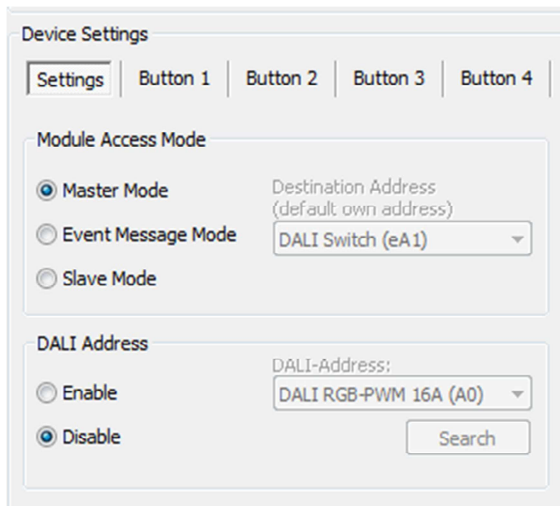 Device Settings
Settings Button 1 Button 2 Button 3 Button 4
Module Access Mode
Master Mode
Destination Address
(default own address)
Event Message Mode
DALI Switch (eA1)
Slave Mode
DALI Address
DALI-Address:
Enable
DALI RGB-PWM 16A (A0)
Disable
Search